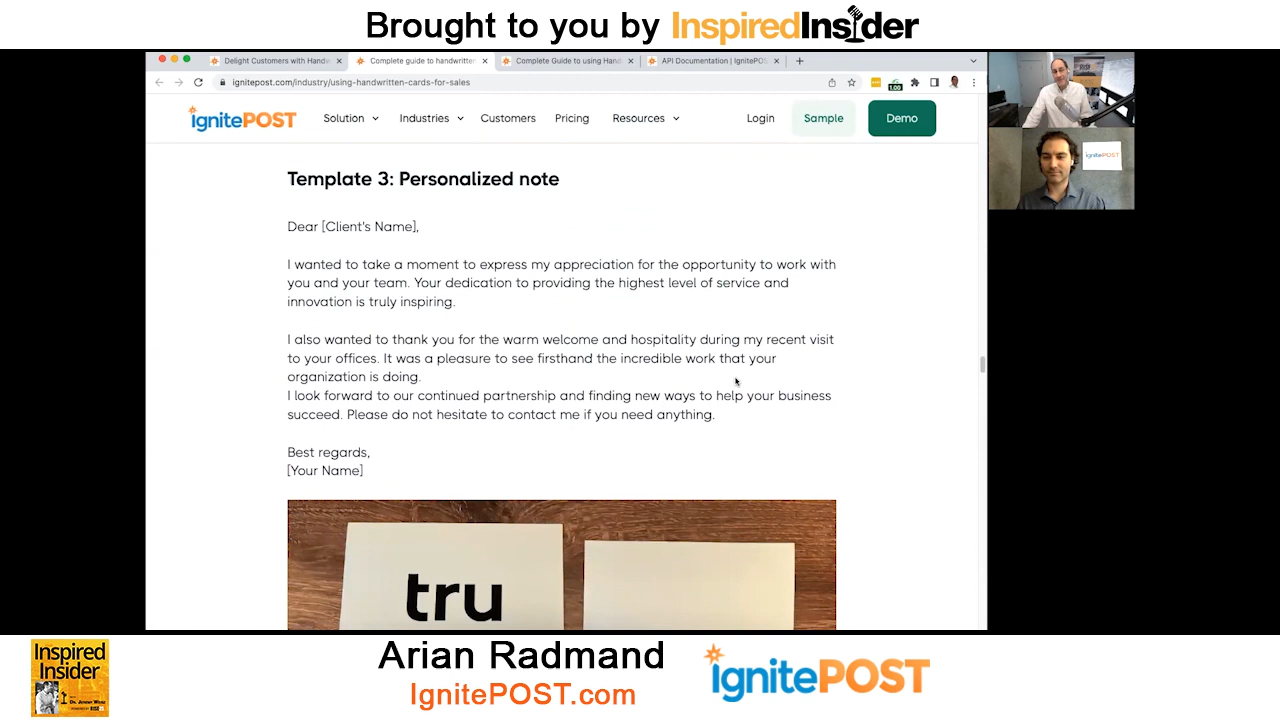 Brought to you by InspiredInsider
Delight Customers with Handw
Complete guide to handwritten
Complete Guide to using Hand
API Documentation | IgnitePOS
ignitepost.com/industry/using-handwritten-cards-for-sales
1.00
ignitePOST
Solution
Industries
Customers
Pricing
Resources
Login
Sample
Demo
Template 3: Personalized note
Dear [Client's Name],
I wanted to take a moment to express my appreciation for the opportunity to work with
you and your team. Your dedication to providing the highest level of service and
innovation is truly inspiring.
I also wanted to thank you for the warm welcome and hospitality during my recent visit
to your offices. It was a pleasure to see firsthand the incredible work that your
organization is doing.
I look forward to our continued partnership and finding new ways to help your business
succeed. Please do not hesitate to contact me if you need anything.
Best regards,
[Your Name]
tru
ignitePOST
Inspired
Insider
Arian Radmand
IgnitePOST.com
ignitePOST